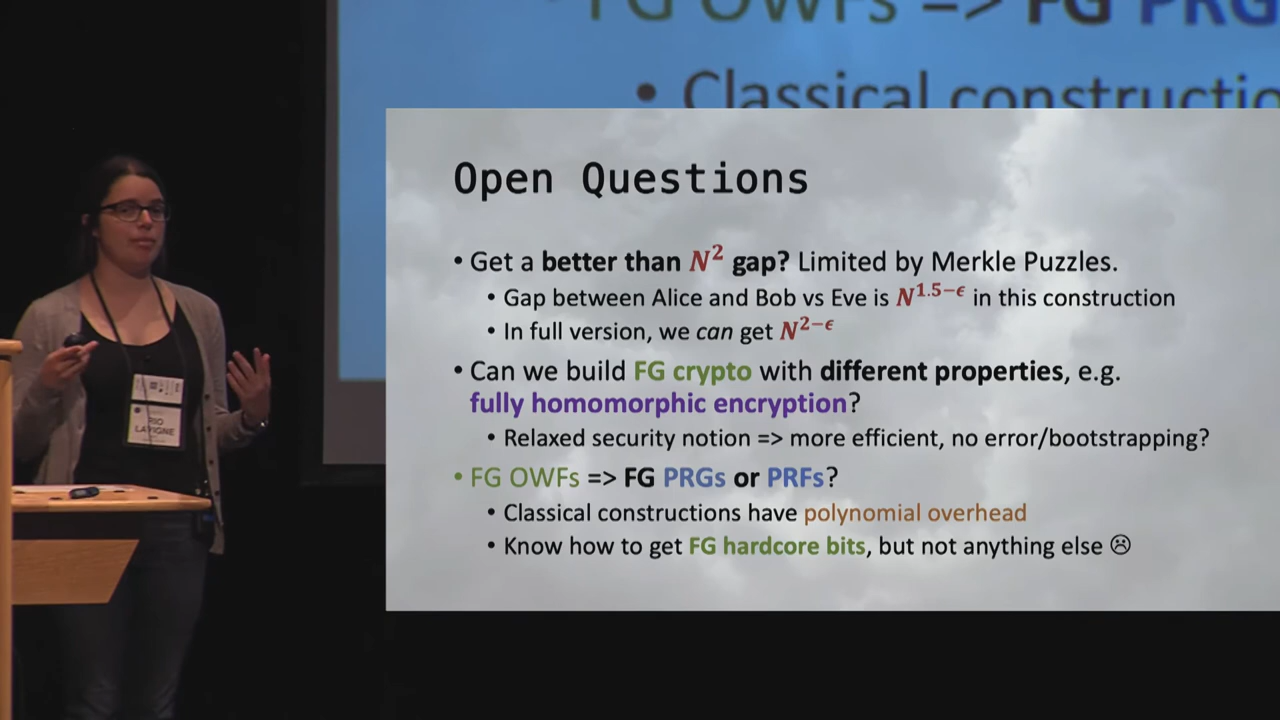 FG OWFs => FG PRG
• Classical constructio
Open Questions
• Get a better than N² gap? Limited by Merkle Puzzles.
• Gap between Alice and Bob vs Eve is N^{1.5−ϵ} in this construction
• In full version, we can get N^{2−ϵ}
• Can we build FG crypto with different properties, e.g.
fully homomorphic encryption?
• Relaxed security notion => more efficient, no error/bootstrapping?
• FG OWFs => FG PRGs or PRFs?
• Classical constructions have polynomial overhead
• Know how to get FG hardcore bits, but not anything else ☹
RIO
LAVIGNE